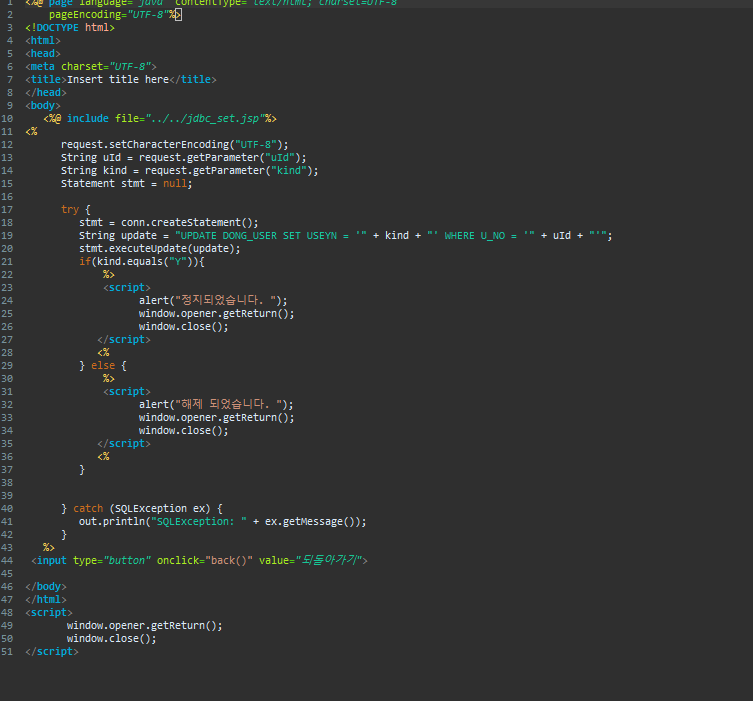 1 <%@ page language="java" contentType="text/html; charset=UTF-8"
2 pageEncoding="UTF-8"%>
3 <!DOCTYPE html>
4 <html>
5 <head>
6 <meta charset="UTF-8">
7 <title>Insert title here</title>
8 </head>
9 <body>
10 <%@ include file="../../jdbc_set.jsp"%>
11 <%
12 request.setCharacterEncoding("UTF-8");
13 String uId = request.getParameter("uId");
14 String kind = request.getParameter("kind");
15 Statement stmt = null;
16
17 try {
18 stmt = conn.createStatement();
19 String update = "UPDATE DONG_USER SET USEYN = '" + kind + "' WHERE U_NO = '" + uId + "'";
20 stmt.executeUpdate(update);
21 if(kind.equals("Y")){
22 %>
23 <script>
24 alert("정지되었습니다. ");
25 window.opener.getReturn();
26 window.close();
27 </script>
28 <%
29 } else {
30 %>
31 <script>
32 alert("해제 되었습니다. ");
33 window.opener.getReturn();
34 window.close();
35 </script>
36 <%
37 }
38
39
40 } catch (SQLException ex) {
41 out.println("SQLException: " + ex.getMessage());
42 }
43 %>
44 <input type="button" onclick="back()" value="되돌아가기">
45
46 </body>
47 </html>
48 <script>
49 window.opener.getReturn();
50 window.close();
51 </script>